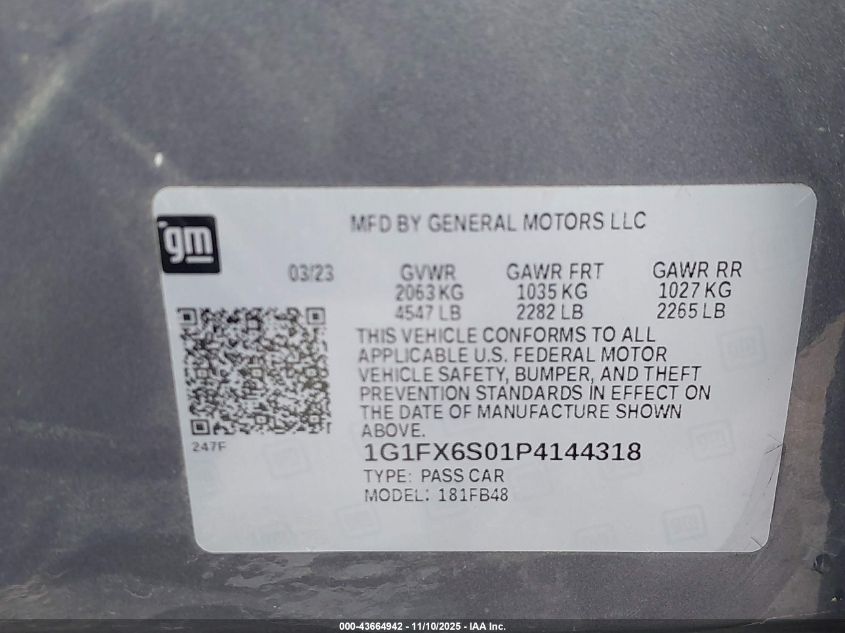 gm
MFD BY GENERAL MOTORS LLC
03/23 GVWR GAWR FRT GAWR RR
2063 KG 1035 KG 1027 KG
4547 LB 2282 LB 2265 LB
THIS VEHICLE CONFORMS TO ALL
APPLICABLE U.S. FEDERAL MOTOR
VEHICLE SAFETY, BUMPER, AND THEFT
PREVENTION STANDARDS IN EFFECT ON
THE DATE OF MANUFACTURE SHOWN
ABOVE.
247F
1G1FX6S01P4144318
TYPE: PASS CAR
MODEL: 181FB48
000-43664942 - 11/10/2025 - IAA Inc.